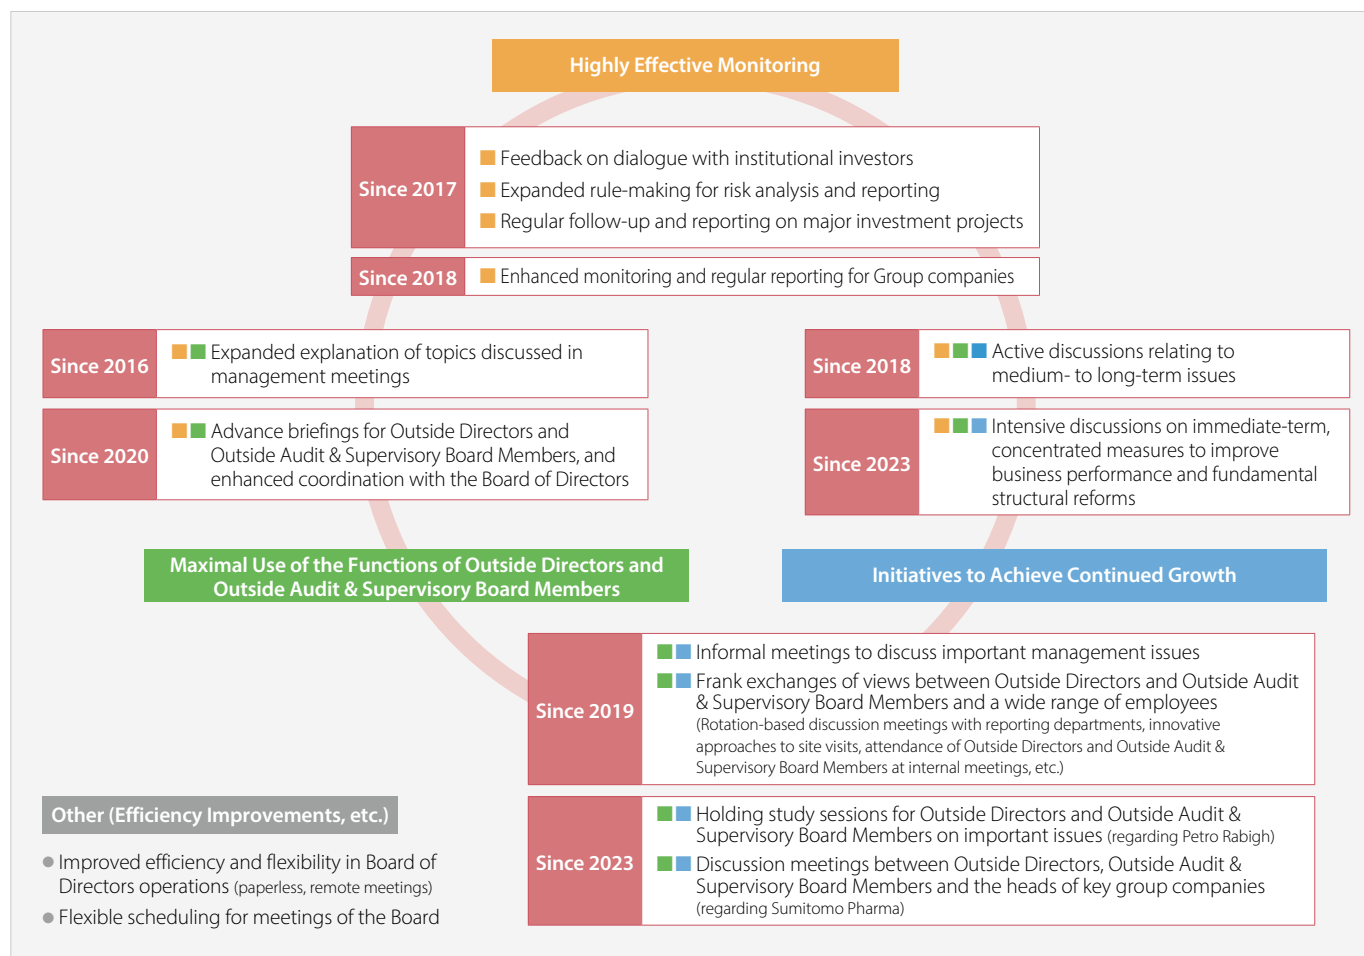 Highly Effective Monitoring
Since 2017
Feedback on dialogue with institutional investors
Expanded rule-making for risk analysis and reporting
Regular follow-up and reporting on major investment projects
Since 2018
Enhanced monitoring and regular reporting for Group companies
Since 2016
Expanded explanation of topics discussed in
management meetings
Since 2020
Advance briefings for Outside Directors and
Outside Audit & Supervisory Board Members, and
enhanced coordination with the Board of Directors
Since 2018
Active discussions relating to
medium- to long-term issues
Since 2023
Intensive discussions on immediate-term,
concentrated measures to improve
business performance and fundamental
structural reforms
Maximal Use of the Functions of Outside Directors and
Outside Audit & Supervisory Board Members
Initiatives to Achieve Continued Growth
Since 2019
Informal meetings to discuss important management issues
Frank exchanges of views between Outside Directors and Outside Audit
& Supervisory Board Members and a wide range of employees
(Rotation-based discussion meetings with reporting departments, innovative
approaches to site visits, attendance of Outside Directors and Outside Audit &
Supervisory Board Members at internal meetings, etc.)
Since 2023
Holding study sessions for Outside Directors and Outside Audit &
Supervisory Board Members on important issues (regarding Petro Rabigh)
Discussion meetings between Outside Directors, Outside Audit &
Supervisory Board Members and the heads of key group companies
(regarding Sumitomo Pharma)
Other (Efficiency Improvements, etc.)
Improved efficiency and flexibility in Board of
Directors operations (paperless, remote meetings)
Flexible scheduling for meetings of the Board